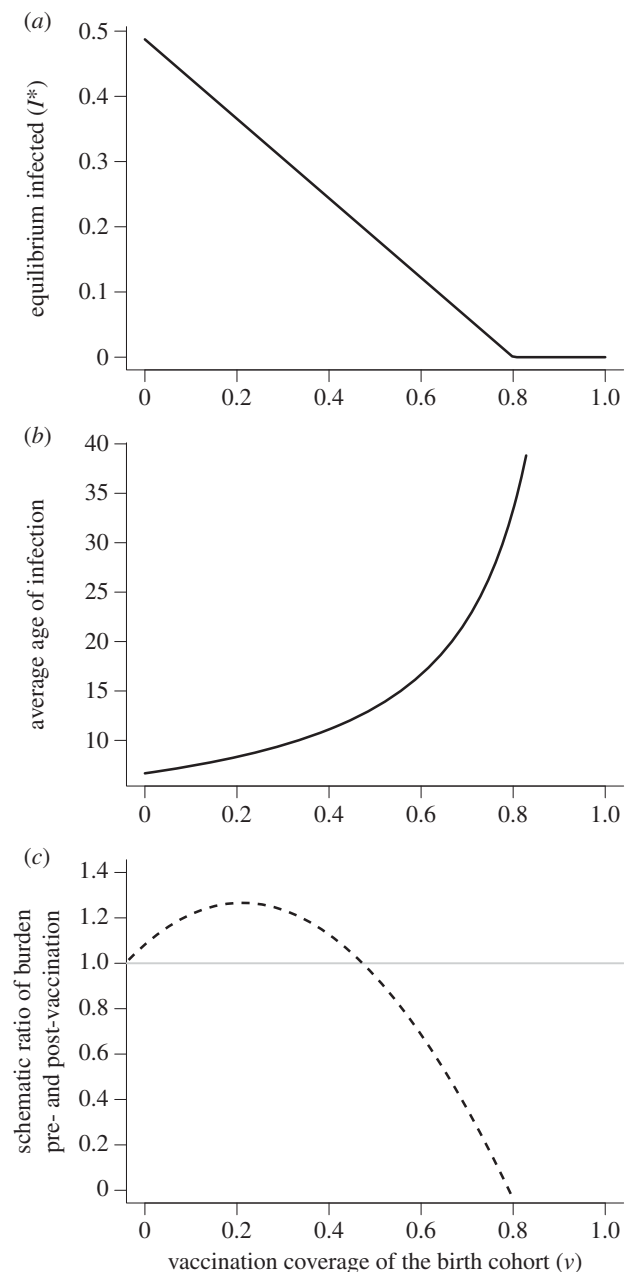 (a)
0.5
0.4
0.3
0.2
0.1
0
equilibrium infected (I*)
0 0.2 0.4 0.6 0.8 1.0
(b)
40
35
30
25
20
15
10
average age of infection
0 0.2 0.4 0.6 0.8 1.0
(c)
1.4
1.2
1.0
0.8
0.6
0.4
0.2
0
schematic ratio of burden
pre- and post-vaccination
0 0.2 0.4 0.6 0.8 1.0
vaccination coverage of the birth cohort (v)